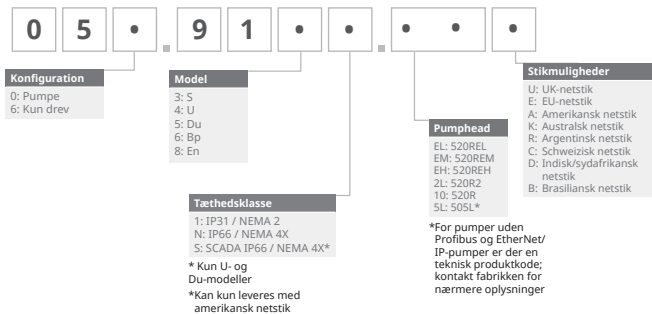 0 5 • . 9 1 • • . • • •
Konfiguration
0: Pumpe
6: Kun drev
Model
3: S
4: U
5: Du
6: Bp
8: En
Tæthedsklasse
1: IP31 / NEMA 2
N: IP66 / NEMA 4X
S: SCADA IP66 / NEMA 4X*
* Kun U- og
Du-modeller
*Kan kun leveres med
amerikansk netstik
Pumphead
EL: 520REL
EM: 520REM
EH: 520REH
2L: 520R2
10: 520R
5L: 505L*
*For pumper uden
Profibus og EtherNet/
IP-pumper er der en
teknisk produktkode;
kontakt fabrikken for
nærmere oplysninger
Stikmuligheder
U: UK-netstik
E: EU-netstik
A: Amerikansk netstik
K: Australsk netstik
R: Argentinsk netstik
C: Schweizisk netstik
D: Indisk/sydafrikansk
netstik
B: Brasiliansk netstik